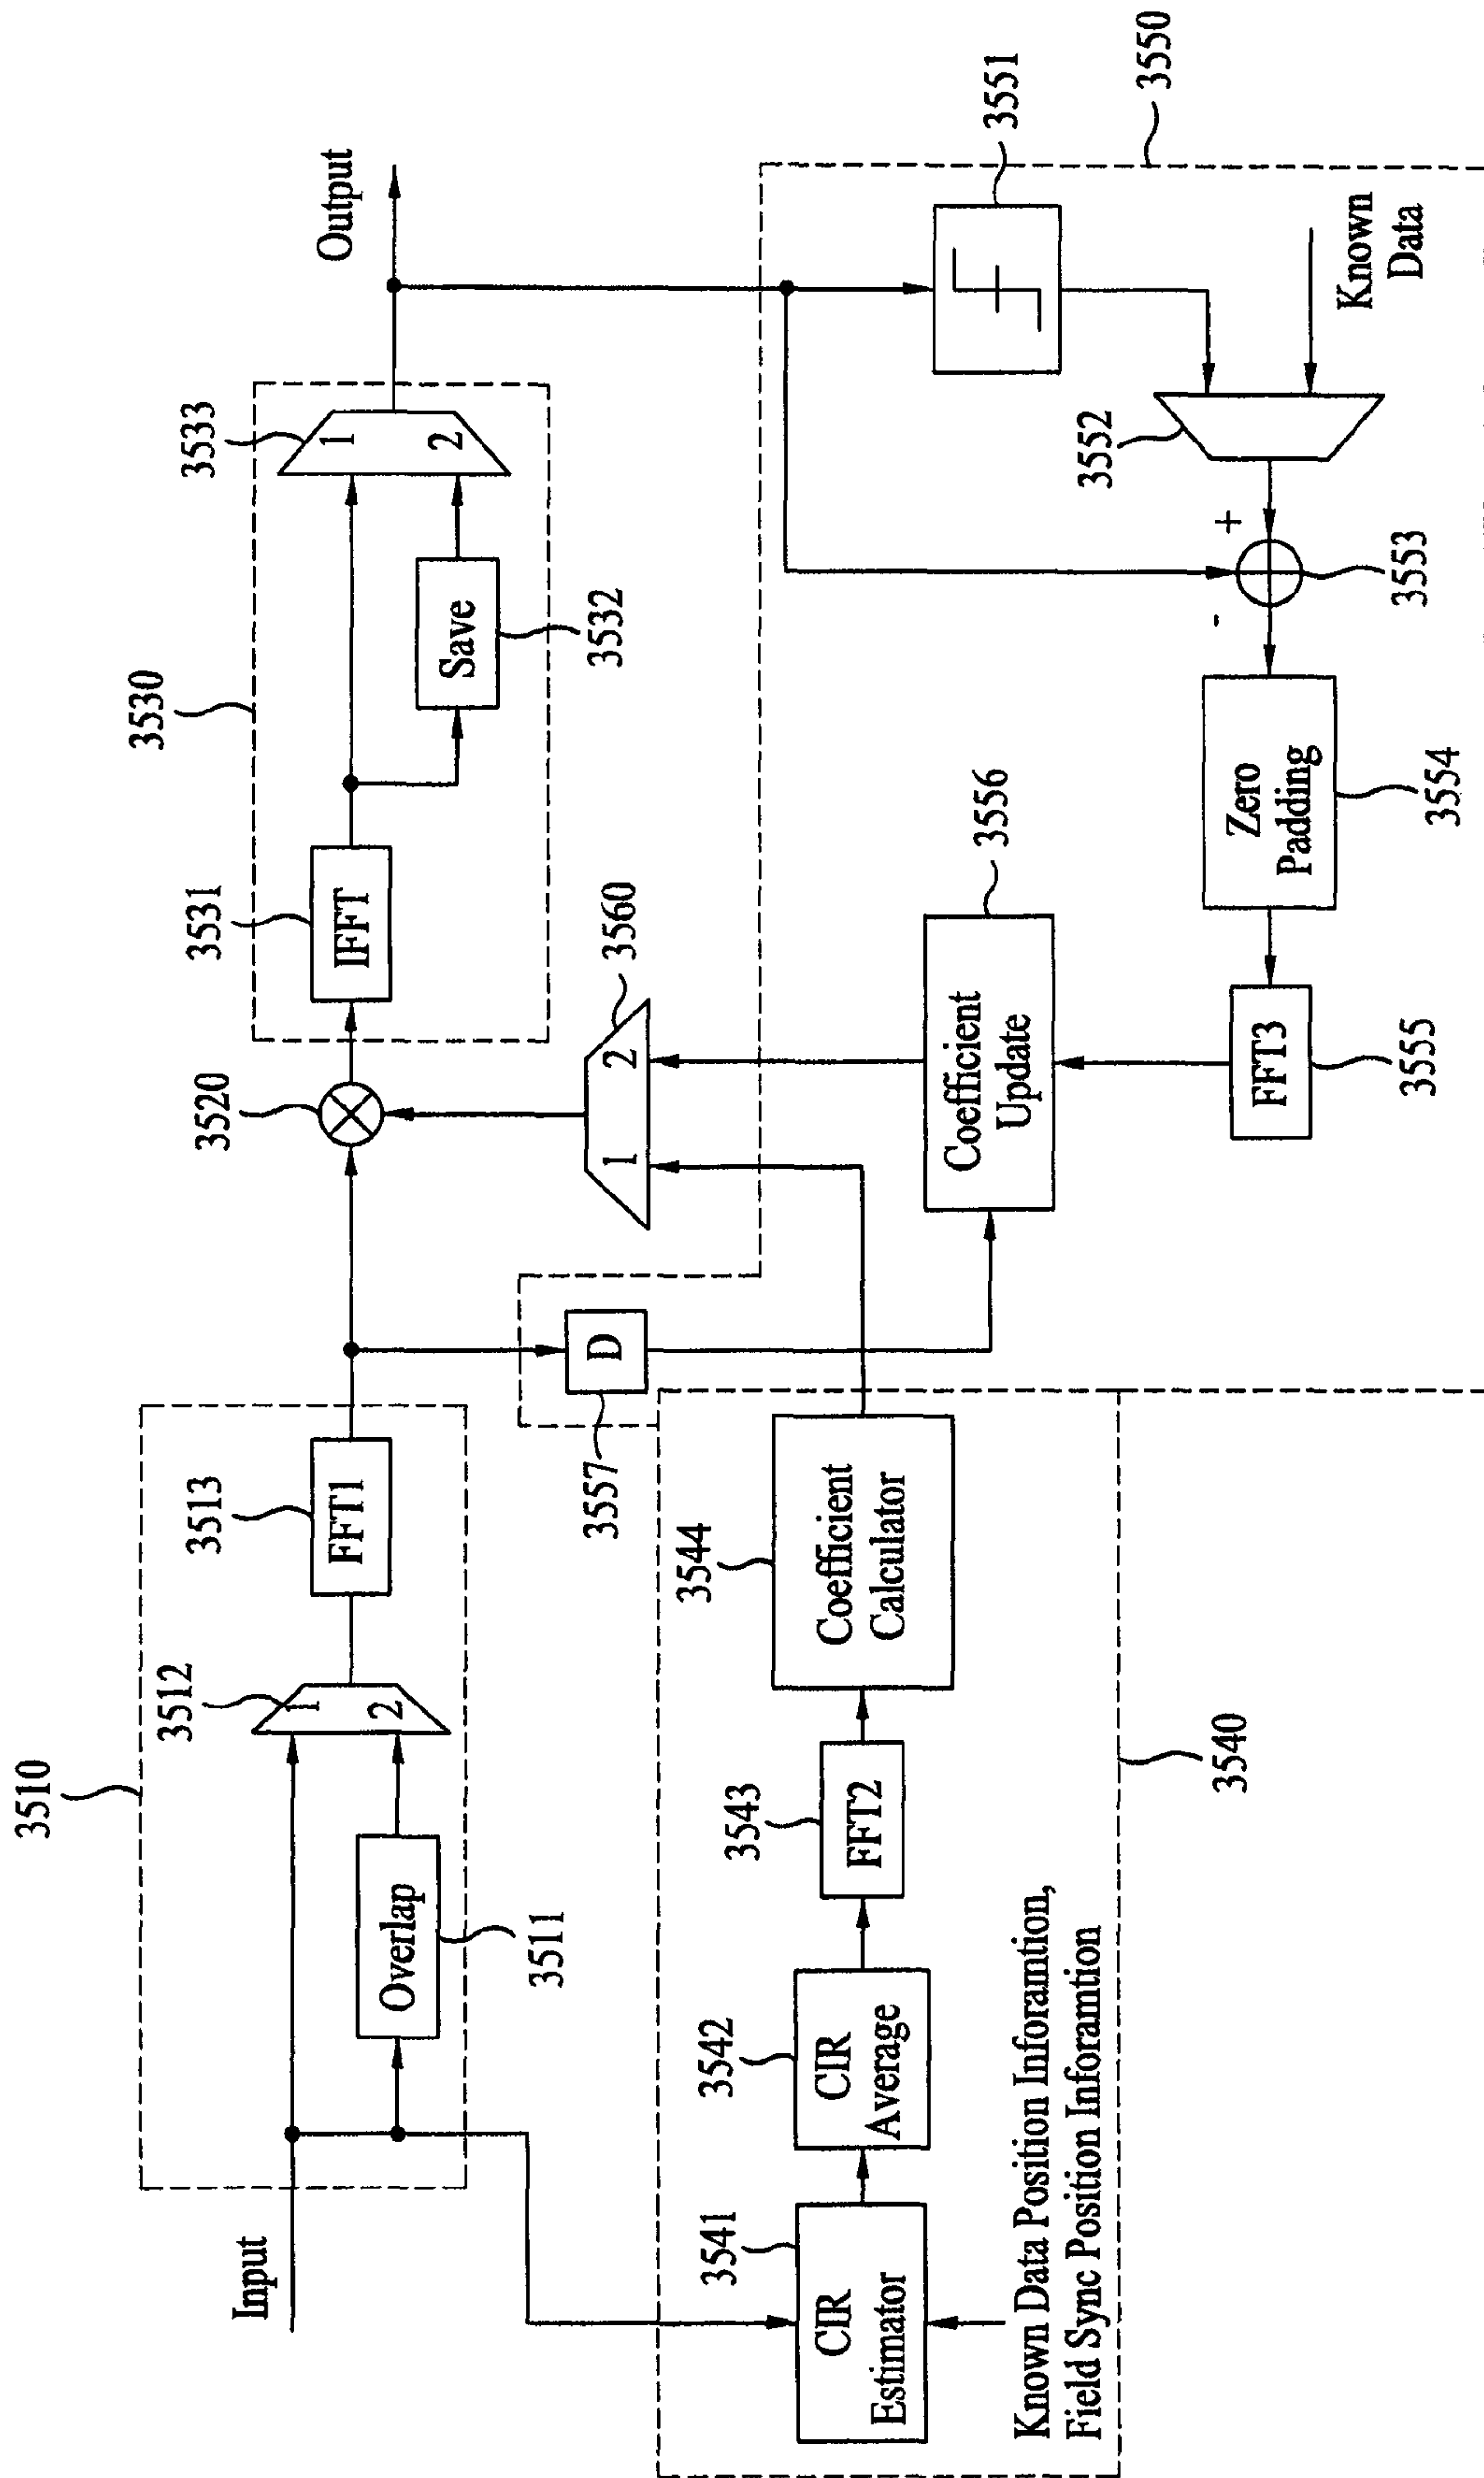 3510
3530
3512
3513
3520
3531
3533
Input
Output
1
2
FFT1
IFFT
1
2
Overlap
Save
3511
3532
3560
D
1
2
3557
3550
3541
3542
3543
3544
3556
3551
CIR
Estimator
CIR
Average
FFT2
Coefficient
Calculator
Coefficient
Update
3552
Known
Data
+
-
3553
Known Data Position Inforamtion,
Field Sync Position Inforamtion
3540
FFT3
Zero
Padding
3555
3554